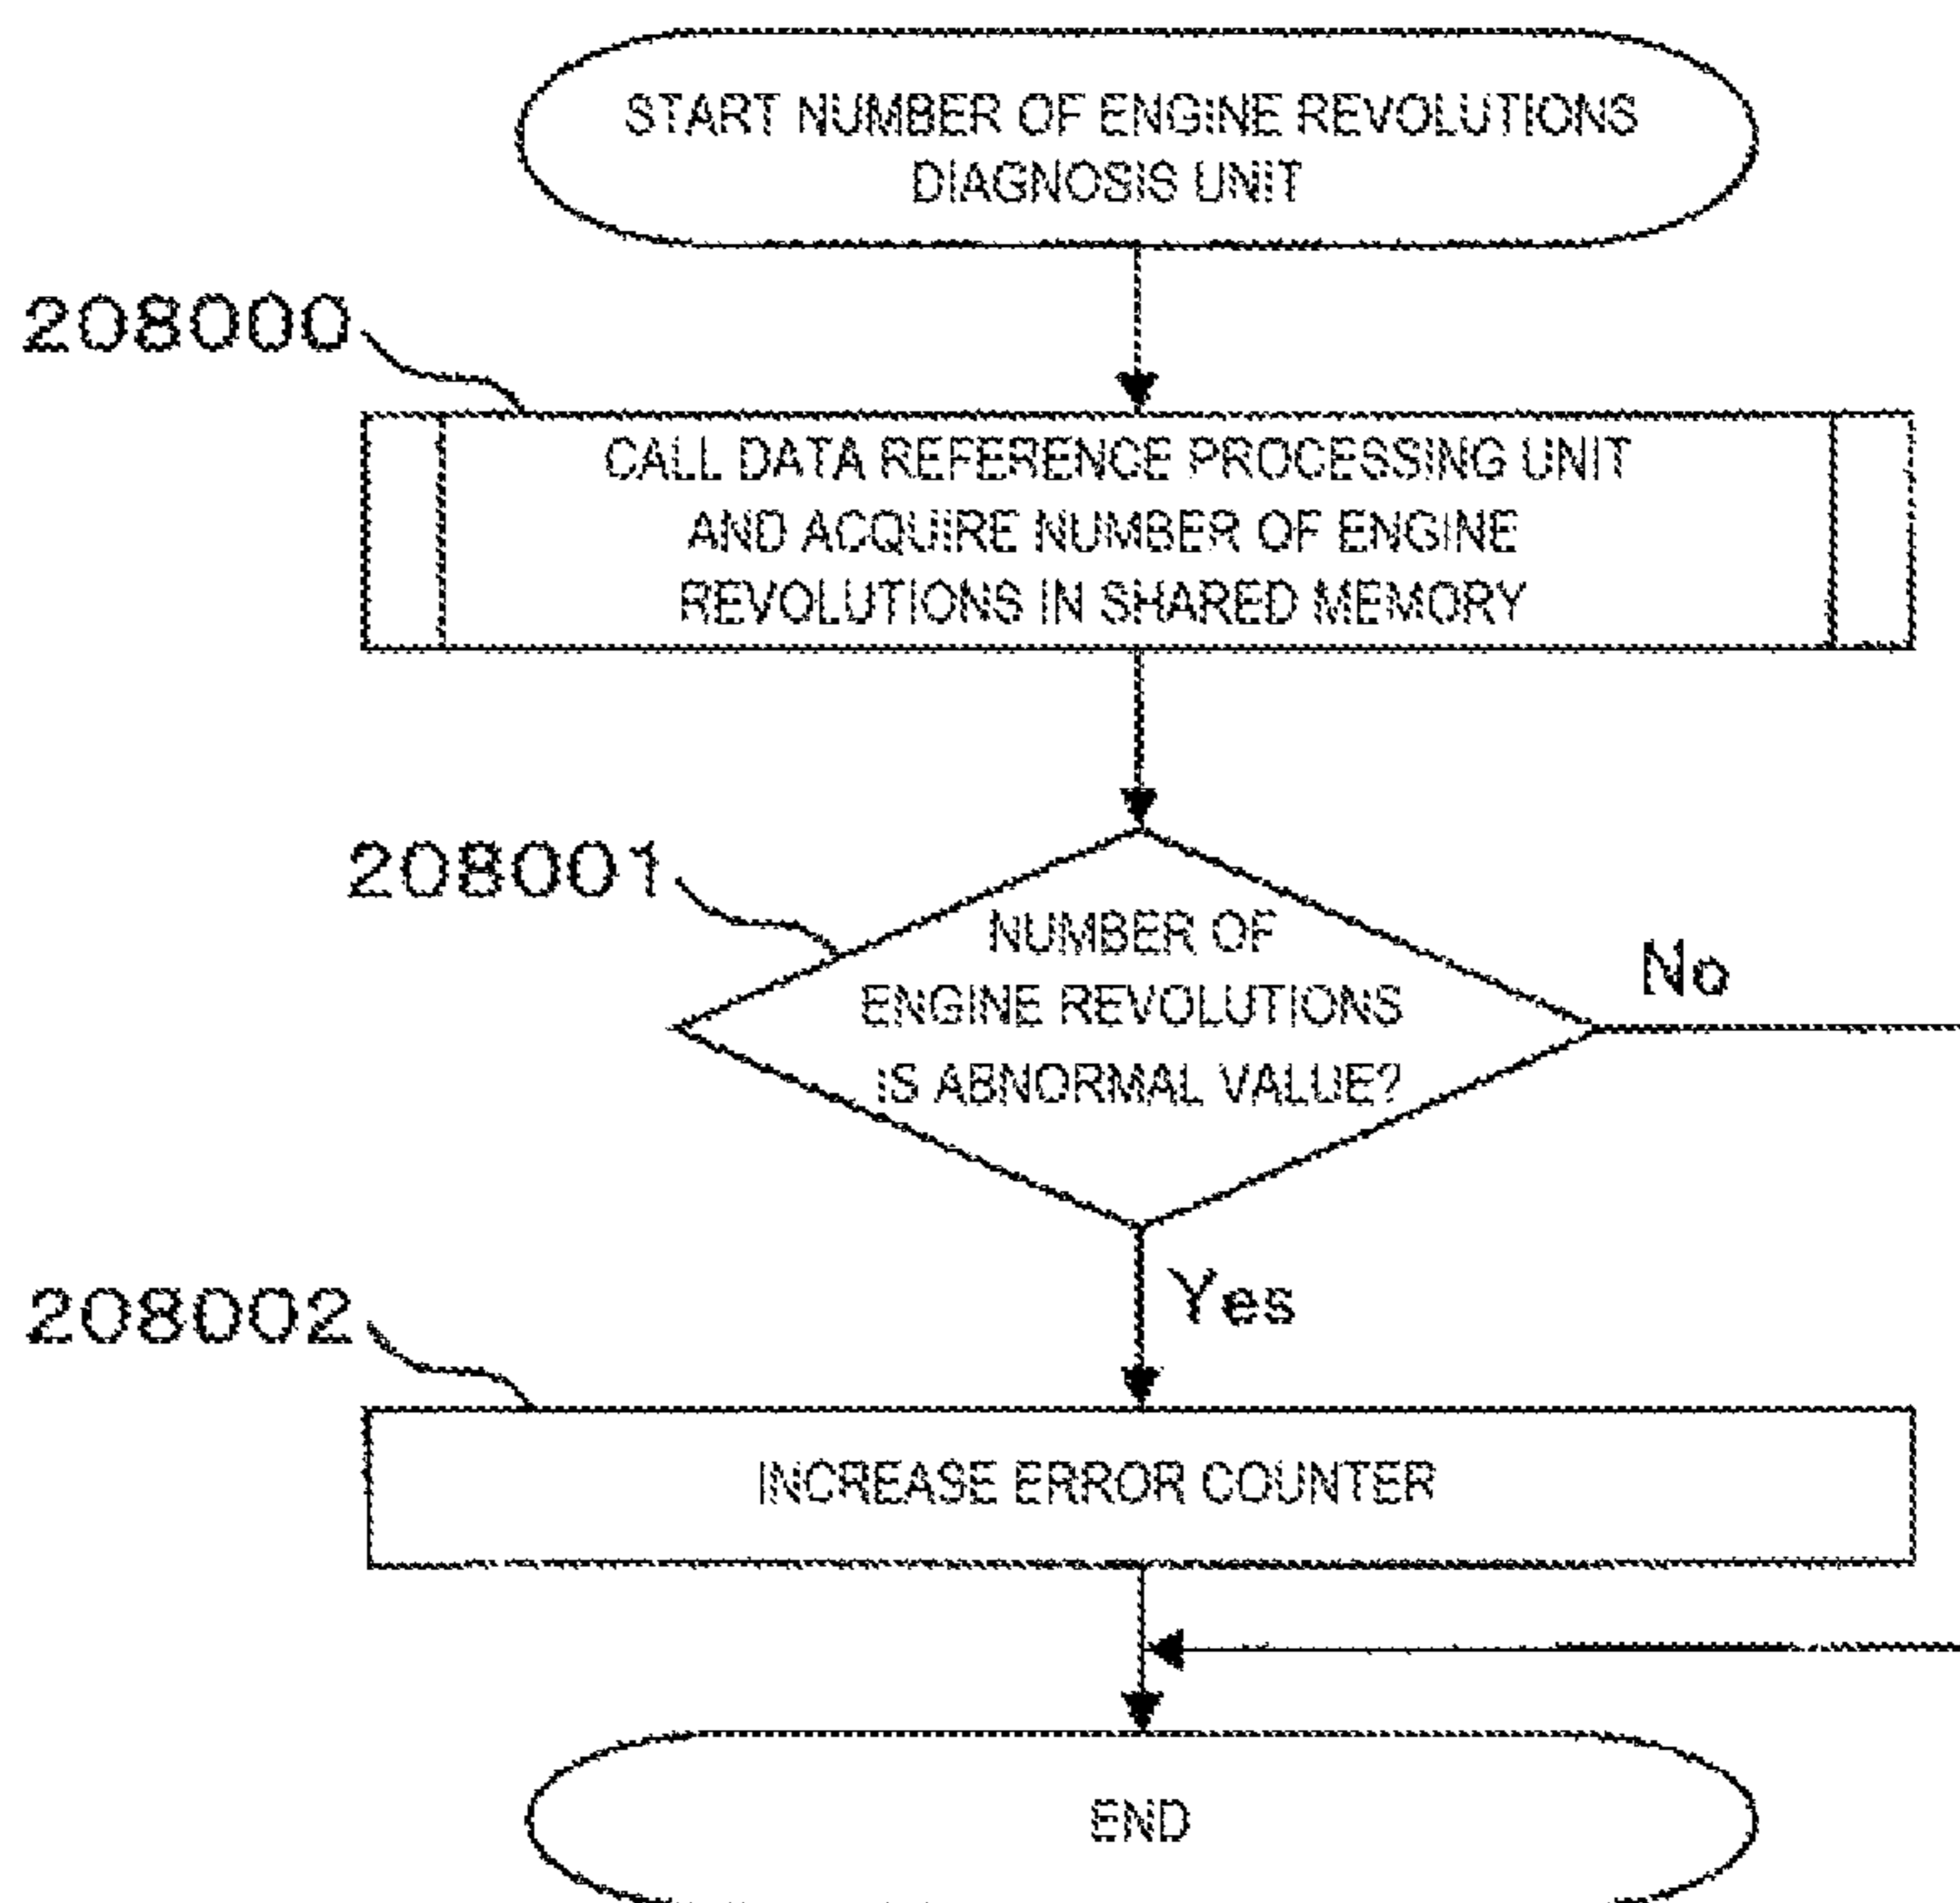 START NUMBER OF ENGINE REVOLUTIONS
DIAGNOSIS UNIT
208000
CALL DATA REFERENCE PROCESSING UNIT
AND ACQUIRE NUMBER OF ENGINE
REVOLUTIONS IN SHARED MEMORY
208001
NUMBER OF
ENGINE REVOLUTIONS
IS ABNORMAL VALUE?
No
Yes
208002
INCREASE ERROR COUNTER
END